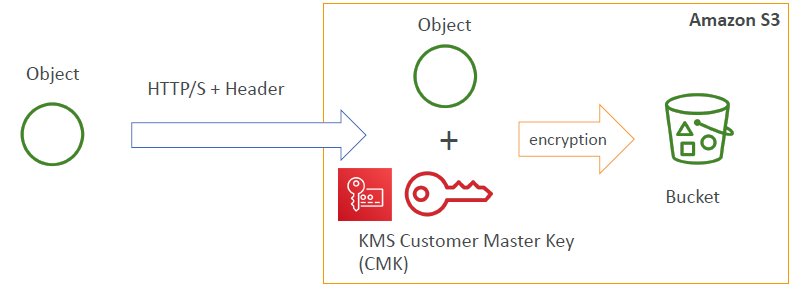 Amazon S3
Object
Object
HTTP/S + Header
+
encryption
Bucket
KMS Customer Master Key
(CMK)